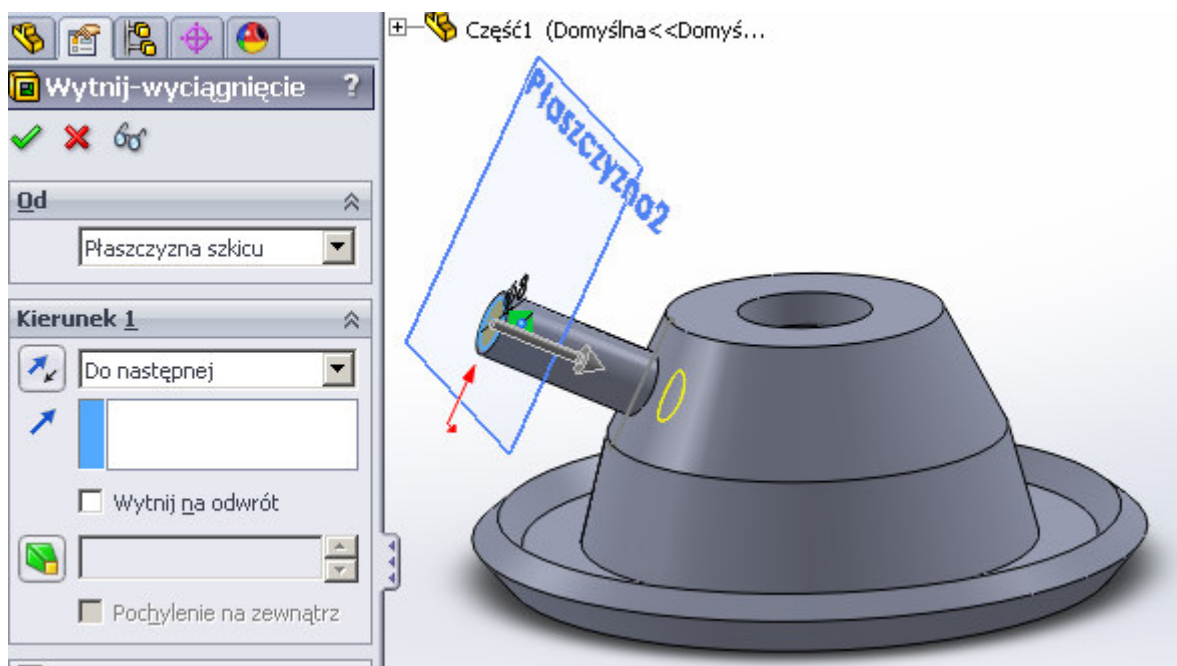 Część1 (Domyślna<<Domyś...
Wytnij-wyciągnięcie ?
Od
Płaszczyzna szkicu
Kierunek 1
Do następnej
Wytnij na odwrót
Pochylenie na zewnątrz
Płaszczyzna2